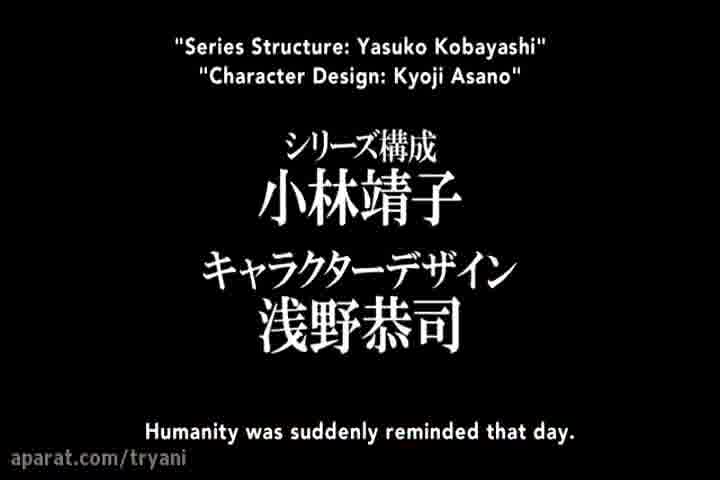 "Series Structure: Yasuko Kobayashi"
"Character Design: Kyoji Asano"
シリーズ構成
小林靖子
キャラクターデザイン
浅野恭司
Humanity was suddenly reminded that day.
aparat.com/tryani